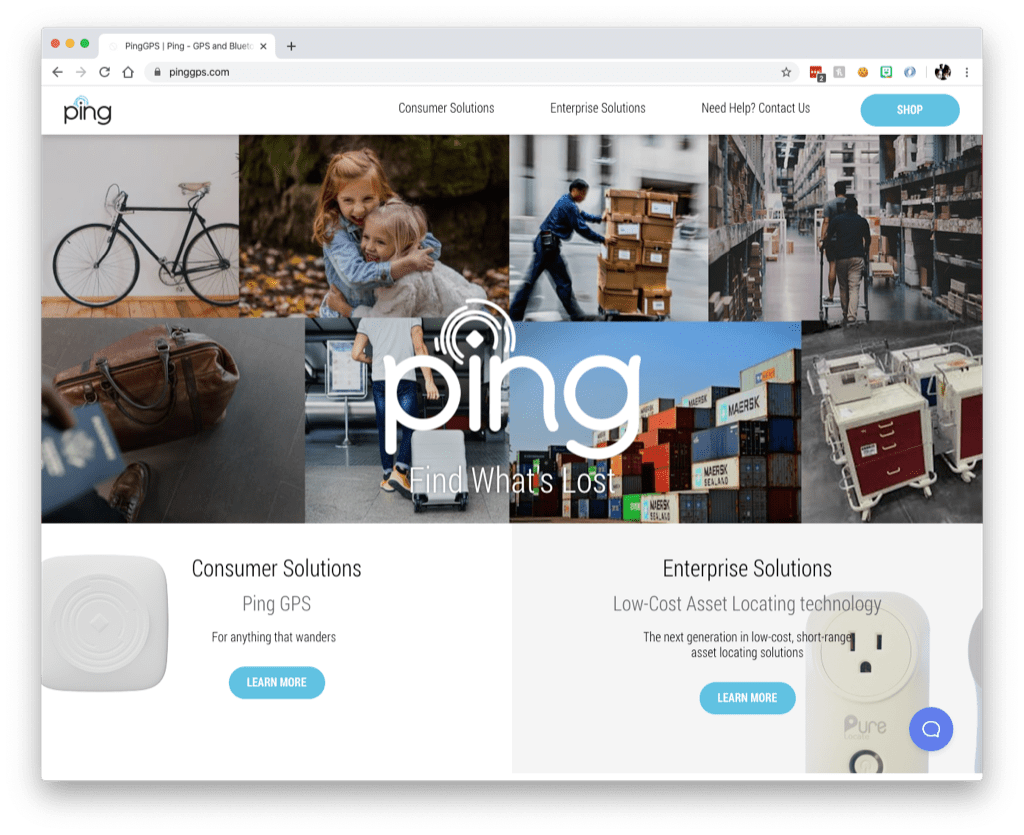 PingGPS | Ping - GPS and Blueto
pinggps.com
2
ping
Consumer Solutions
Enterprise Solutions
Need Help? Contact Us
SHOP
ping
Find What's Lost
MAERSK
MAERSK
MAERSK
SEALAND
MAERSK
SEALAND
Consumer Solutions
Ping GPS
For anything that wanders
LEARN MORE
Enterprise Solutions
Low-Cost Asset Locating technology
The next generation in low-cost, short-range
asset locating solutions
LEARN MORE
Pure